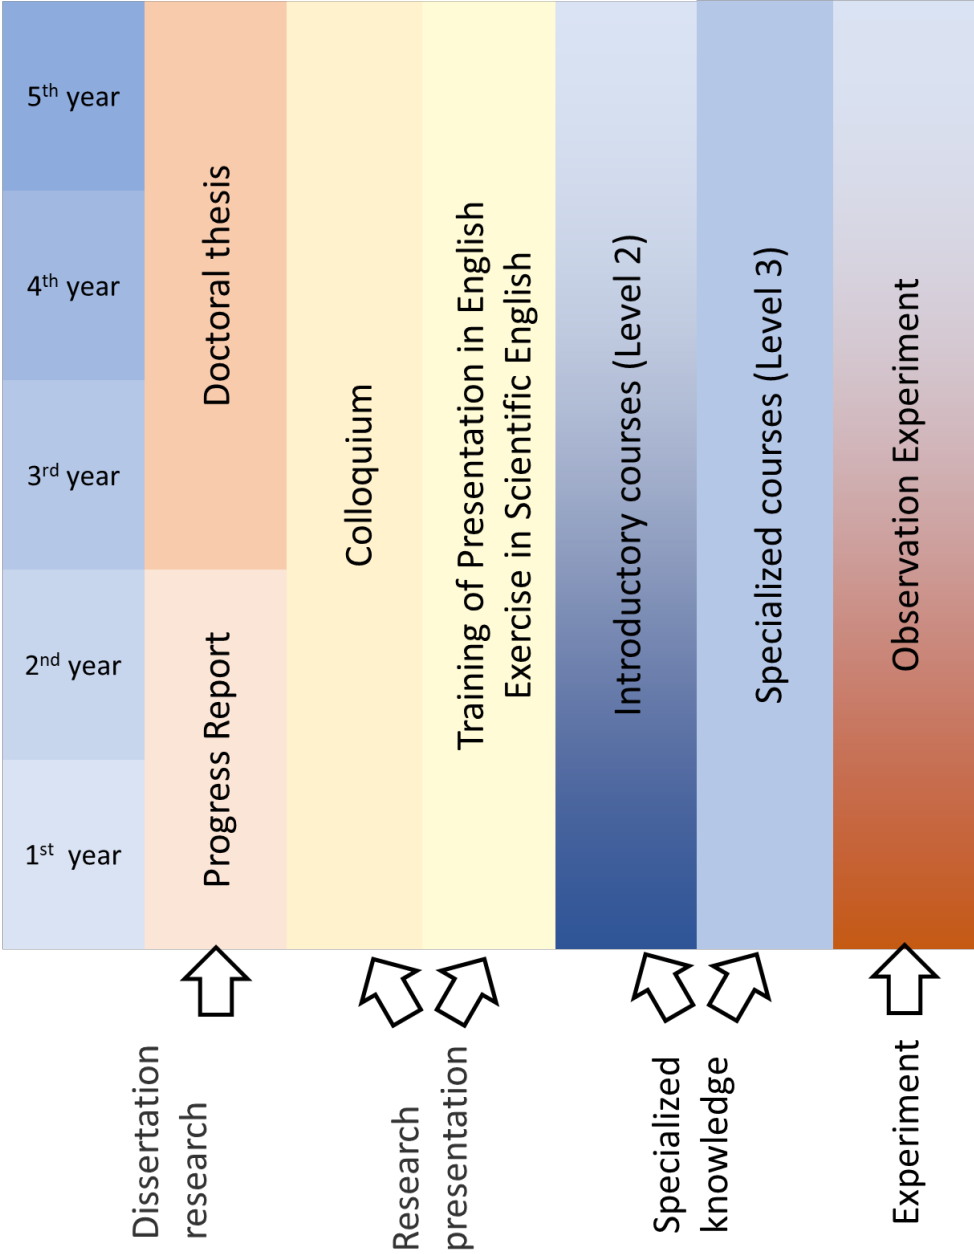 5th year
4th year
3rd year
2nd year
1st year
Doctoral thesis
Progress Report
Colloquium
Training of Presentation in English
Exercise in Scientific English
Introductory courses (Level 2)
Specialized courses (Level 3)
Observation Experiment
Dissertation
research
Research
presentation
Specialized
knowledge
Experiment